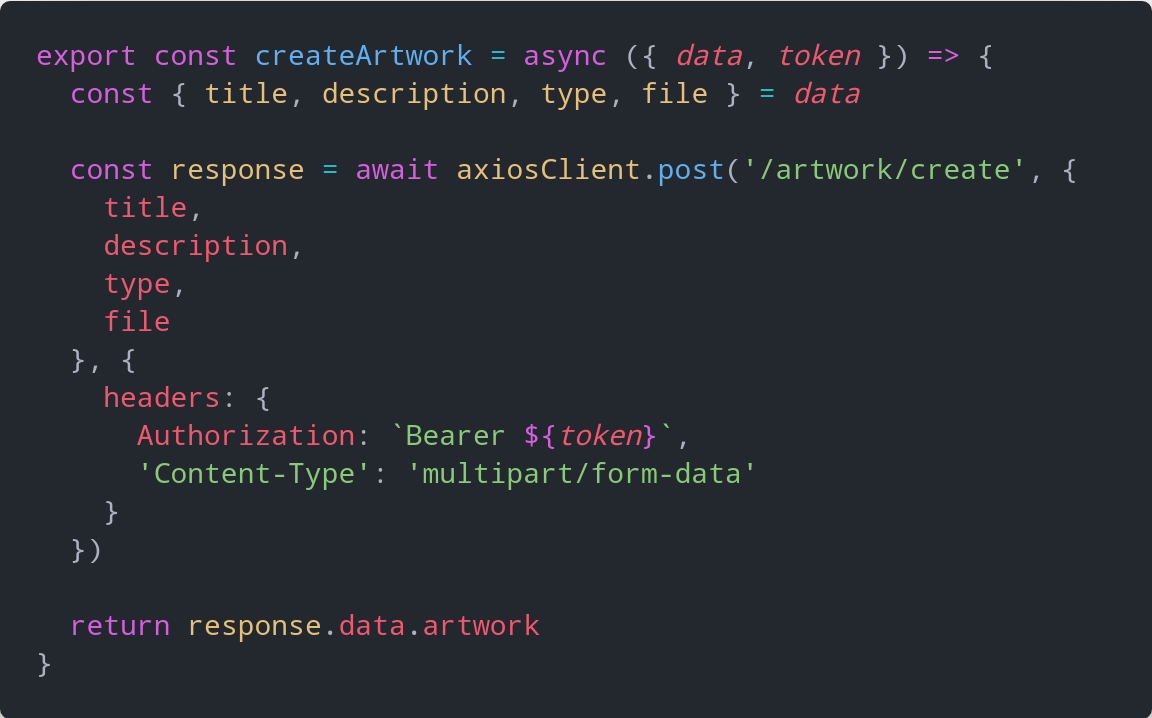 export const createArtwork = async ({ data, token }) => {
  const { title, description, type, file } = data

  const response = await axiosClient.post('/artwork/create', {
    title,
    description,
    type,
    file
  }, {
    headers: {
      Authorization: `Bearer ${token}`,
      'Content-Type': 'multipart/form-data'
    }
  })

  return response.data.artwork
}